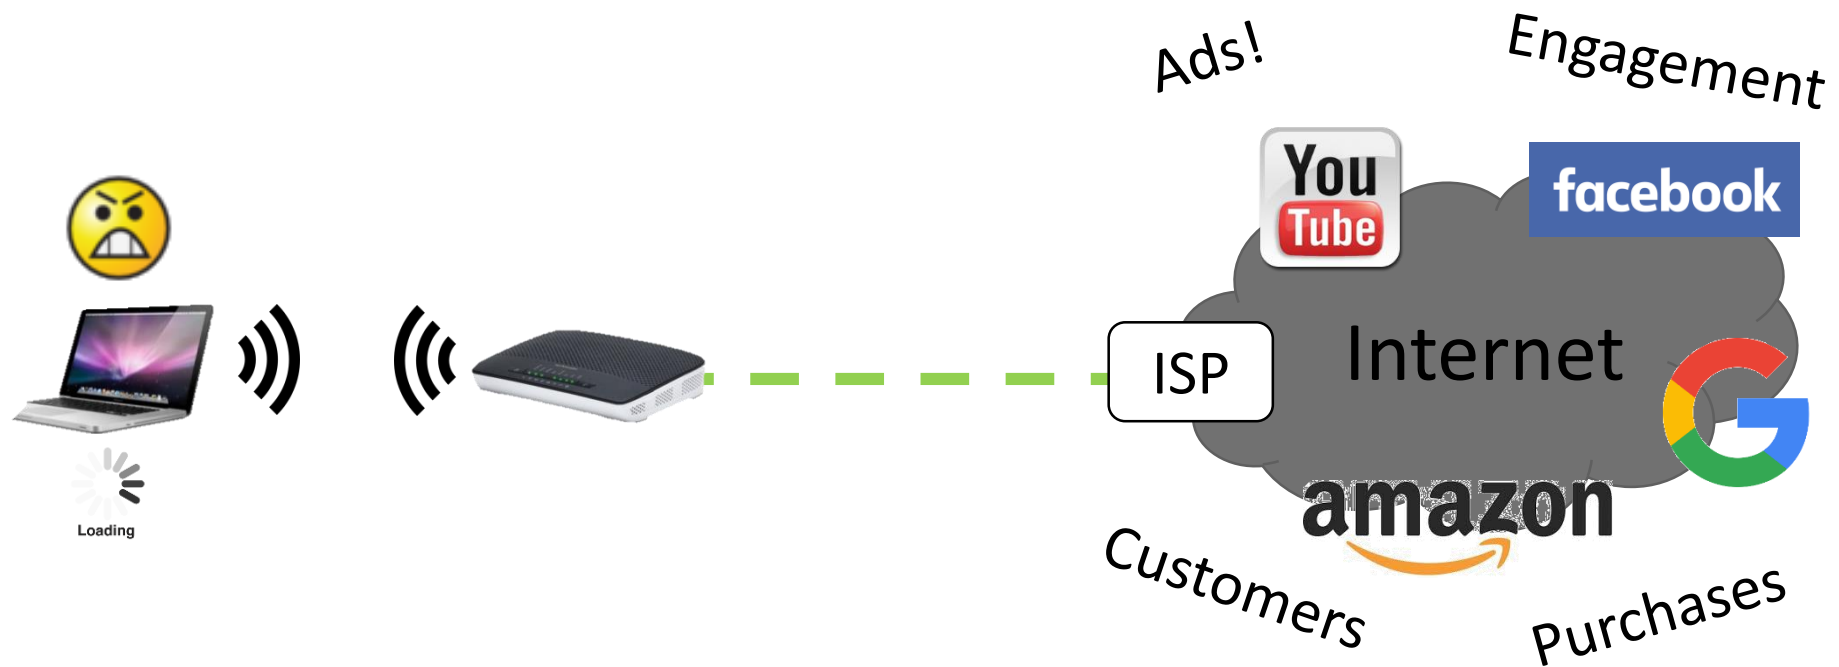 Ads!
Engagement
You
Tube
facebook
ISP
Internet
G
amazon
Loading
Customers
Purchases